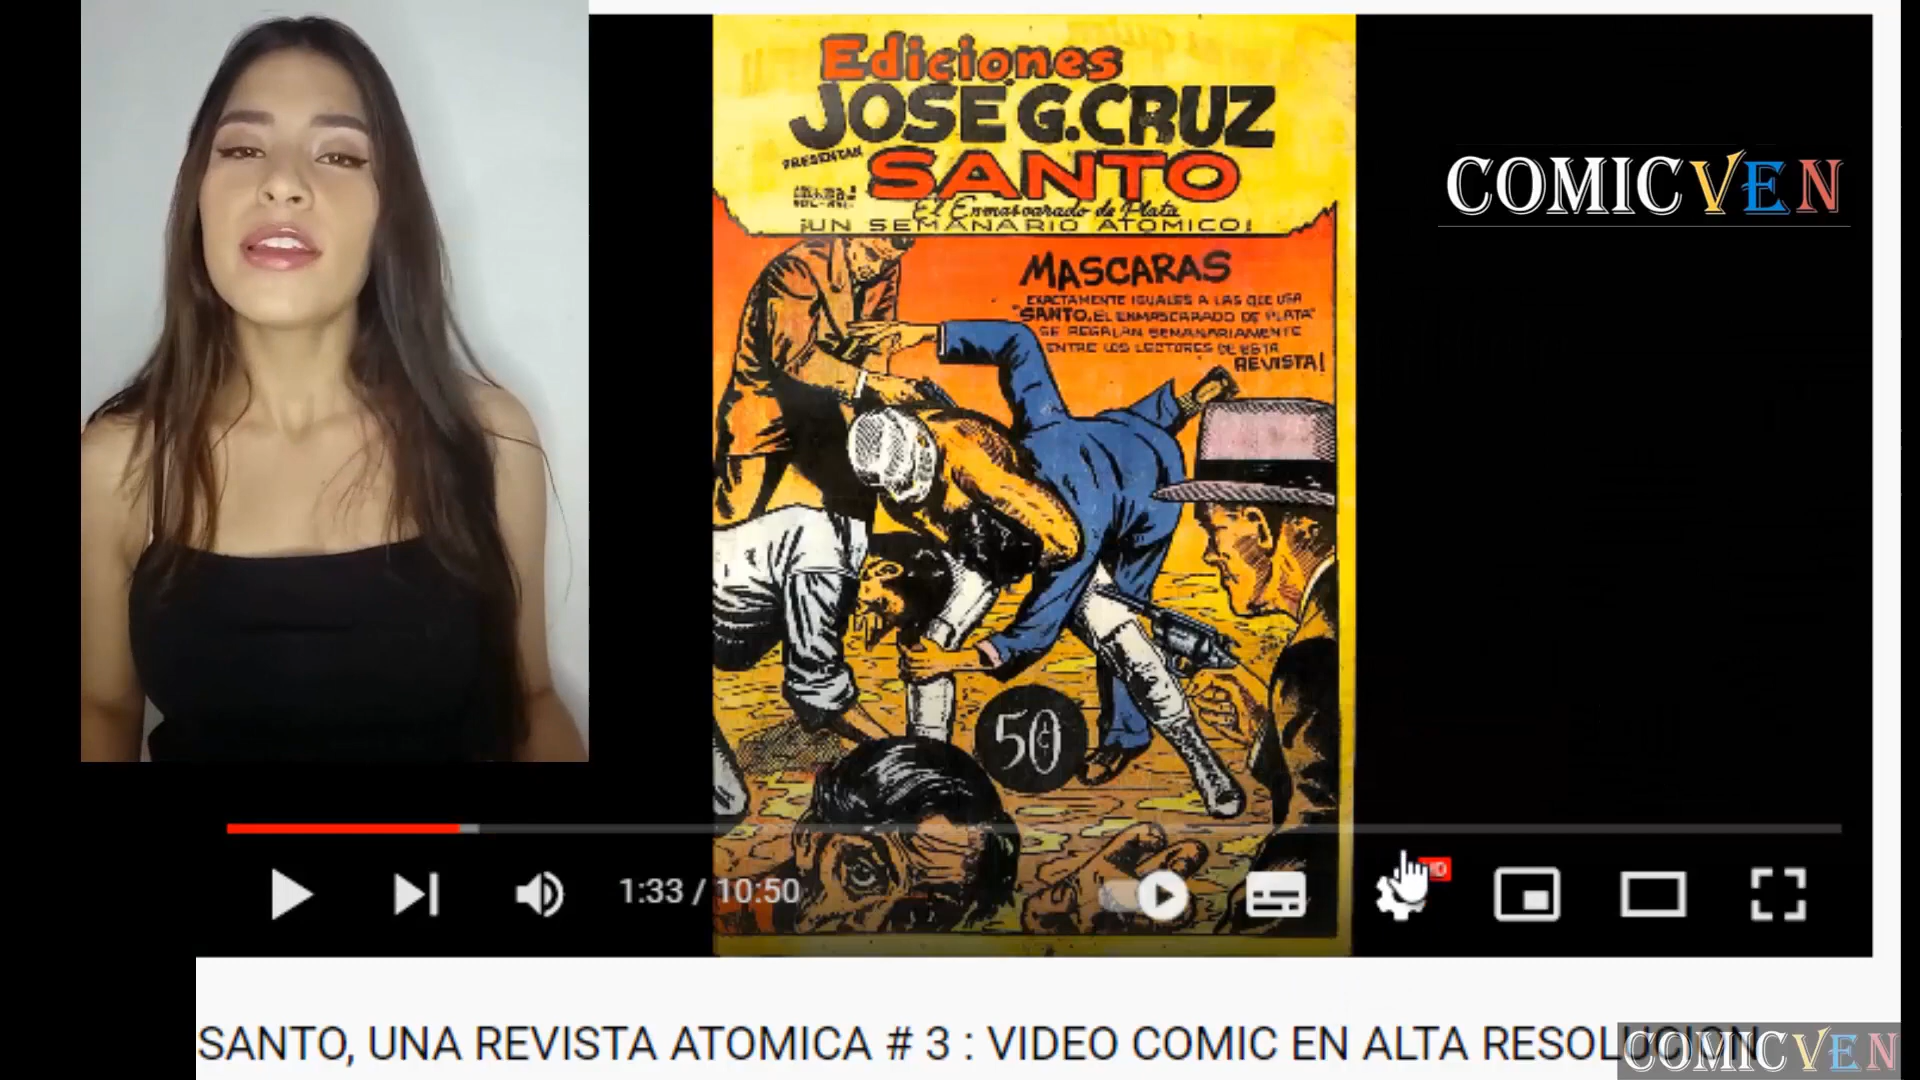 Ediciones
JOSE G. CRUZ
PRESENTAN
SANTO
El Enmascarado de Plata
¡UN SEMANARIO ATOMICO!
COMICVEN
MASCARAS
EXACTAMENTE IGUALES A LAS QUE USA
"SANTO, EL ENMASCARADO DE PLATA"
SE REGALAN SEMANARIAMENTE
ENTRE LOS LECTORES DE ESTA
REVISTA!
50¢
1:33 / 10:50
HD
SANTO, UNA REVISTA ATOMICA # 3 : VIDEO COMIC EN ALTA RESOLUCION
COMICVEN